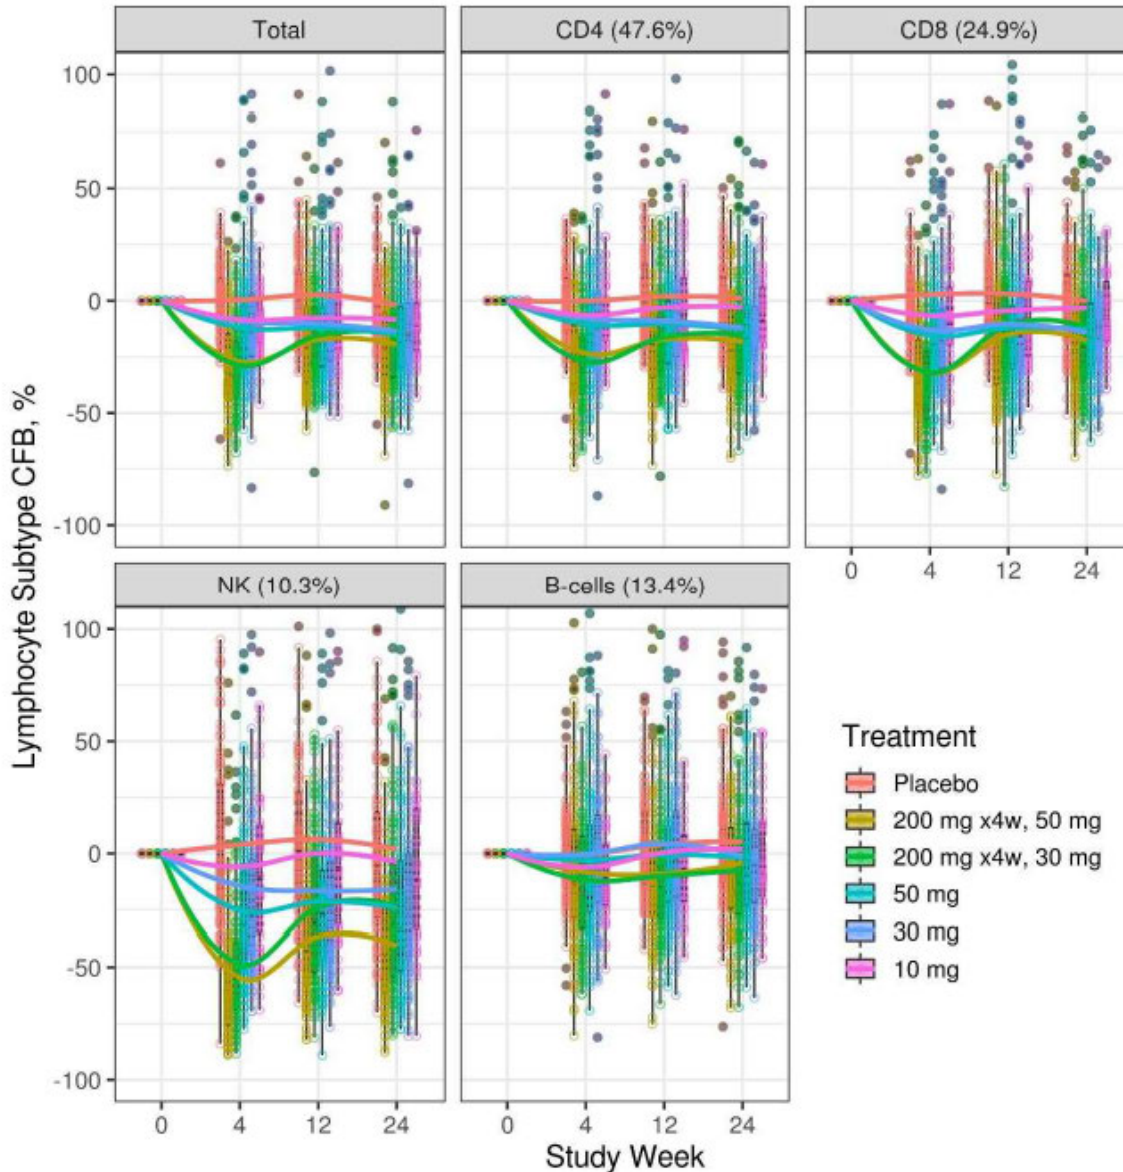 Total
CD4 (47.6%)
CD8 (24.9%)
100
50
0
-50
-100
0 4 12 24
NK (10.3%)
B-cells (13.4%)
100
50
0
-50
-100
0 4 12 24
0 4 12 24
Lymphocyte Subtype CFB, %
Study Week
Treatment
Placebo
200 mg x4w, 50 mg
200 mg x4w, 30 mg
50 mg
30 mg
10 mg